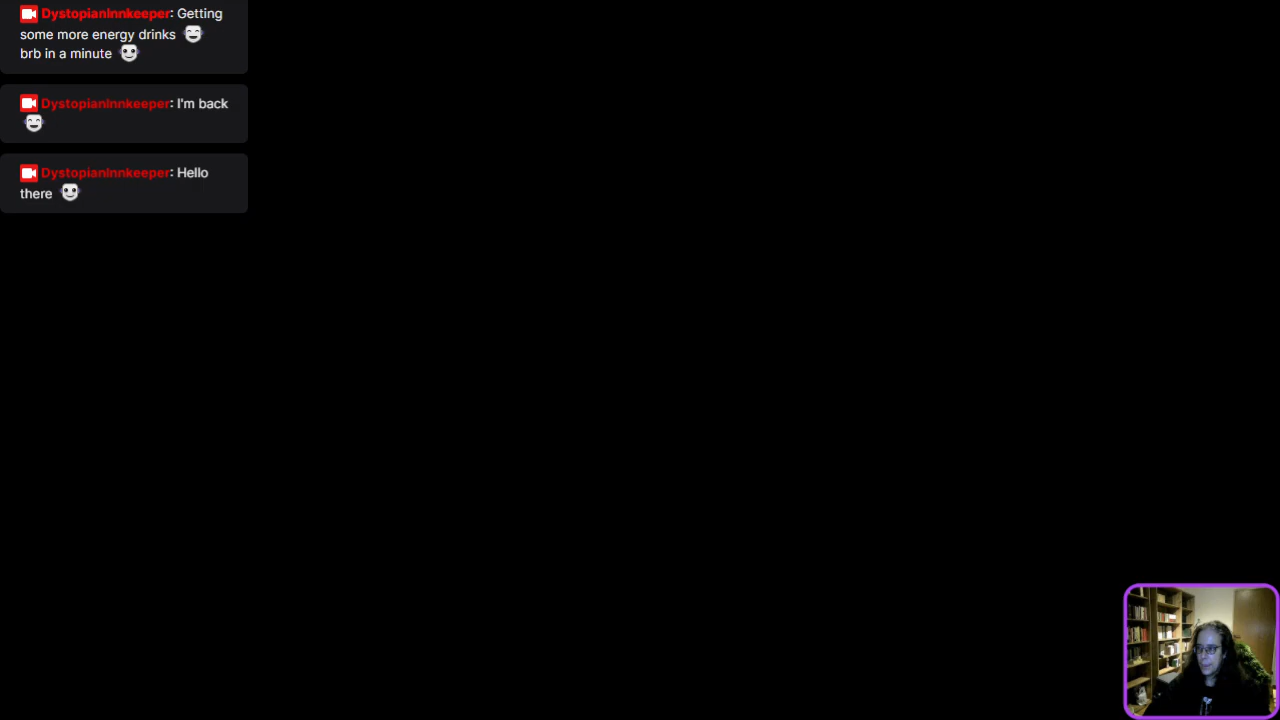 DystopianInnkeeper: Getting
some more energy drinks
brb in a minute
DystopianInnkeeper: I'm back
DystopianInnkeeper: Hello
there